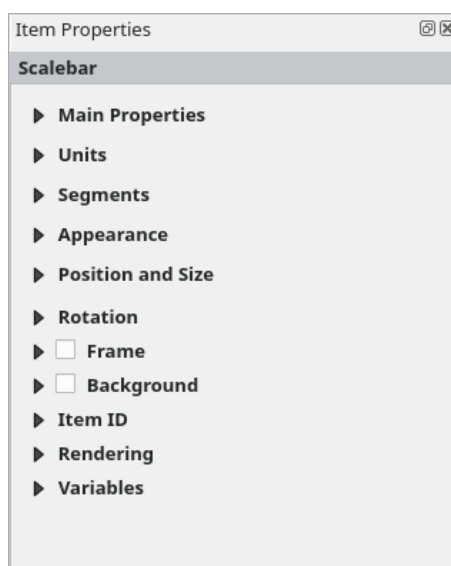 Item Properties
Scalebar
Main Properties
Units
Segments
Appearance
Position and Size
Rotation
Frame
Background
Item ID
Rendering
Variables